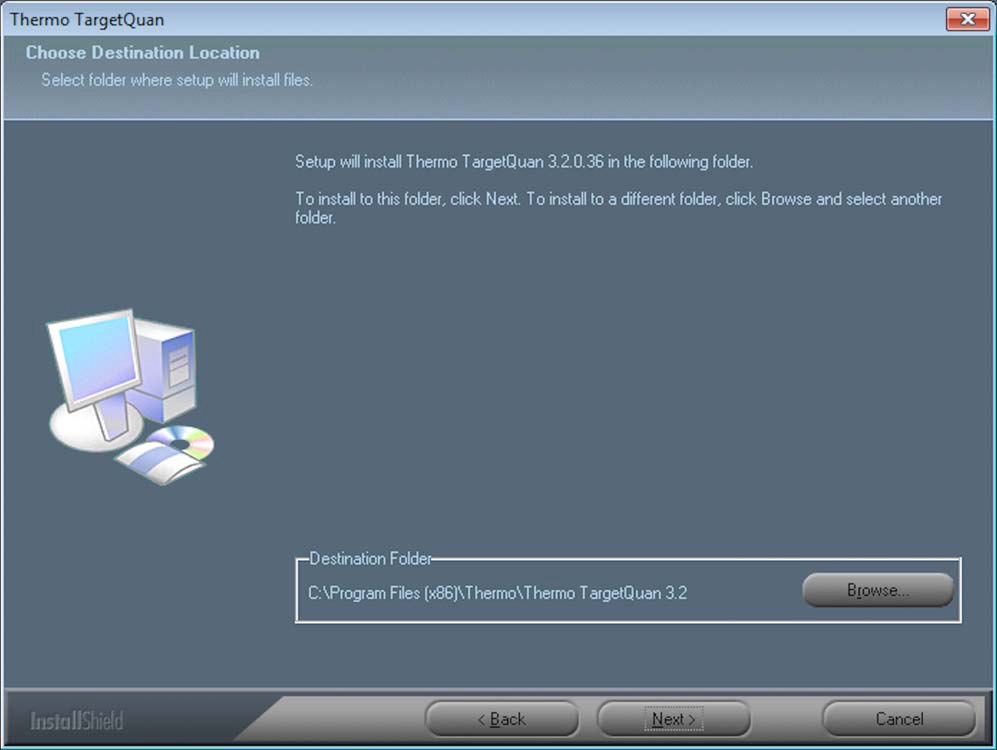 Thermo TargetQuan
Choose Destination Location
Select folder where setup will install files.
Setup will install Thermo TargetQuan 3.2.0.36 in the following folder.
To install to this folder, click Next. To install to a different folder, click Browse and select another
folder.
Destination Folder
C:\Program Files (x86)\Thermo\Thermo TargetQuan 3.2
Browse...
InstallShield
< Back
Next >
Cancel